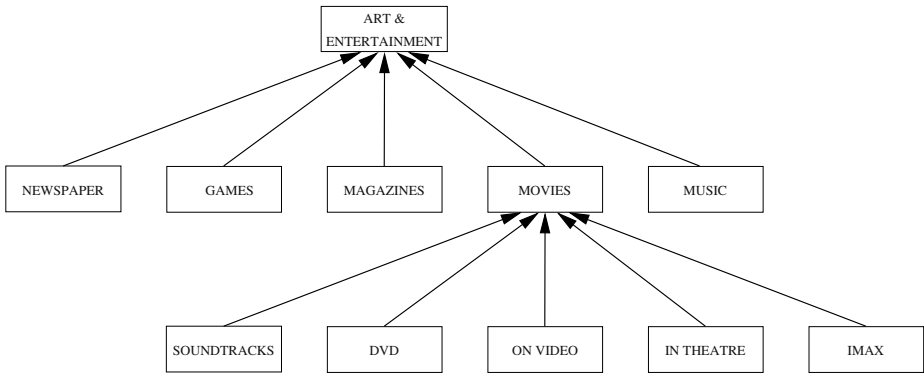 ART &
ENTERTAINMENT
NEWSPAPER
GAMES
MAGAZINES
MOVIES
MUSIC
SOUNDTRACKS
DVD
ON VIDEO
IN THEATRE
IMAX